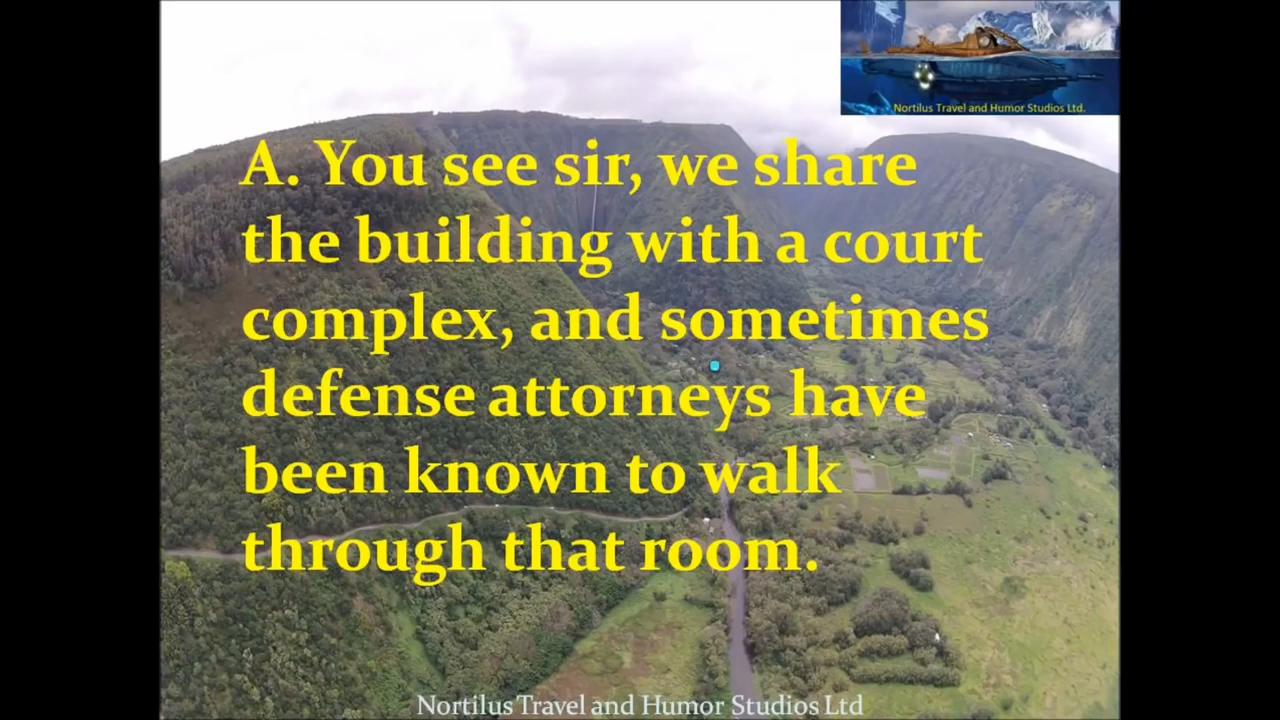 Nortilus Travel and Humor Studios Ltd.
A. You see sir, we share
the building with a court
complex, and sometimes
defense attorneys have
been known to walk
through that room.
Nortilus Travel and Humor Studios Ltd